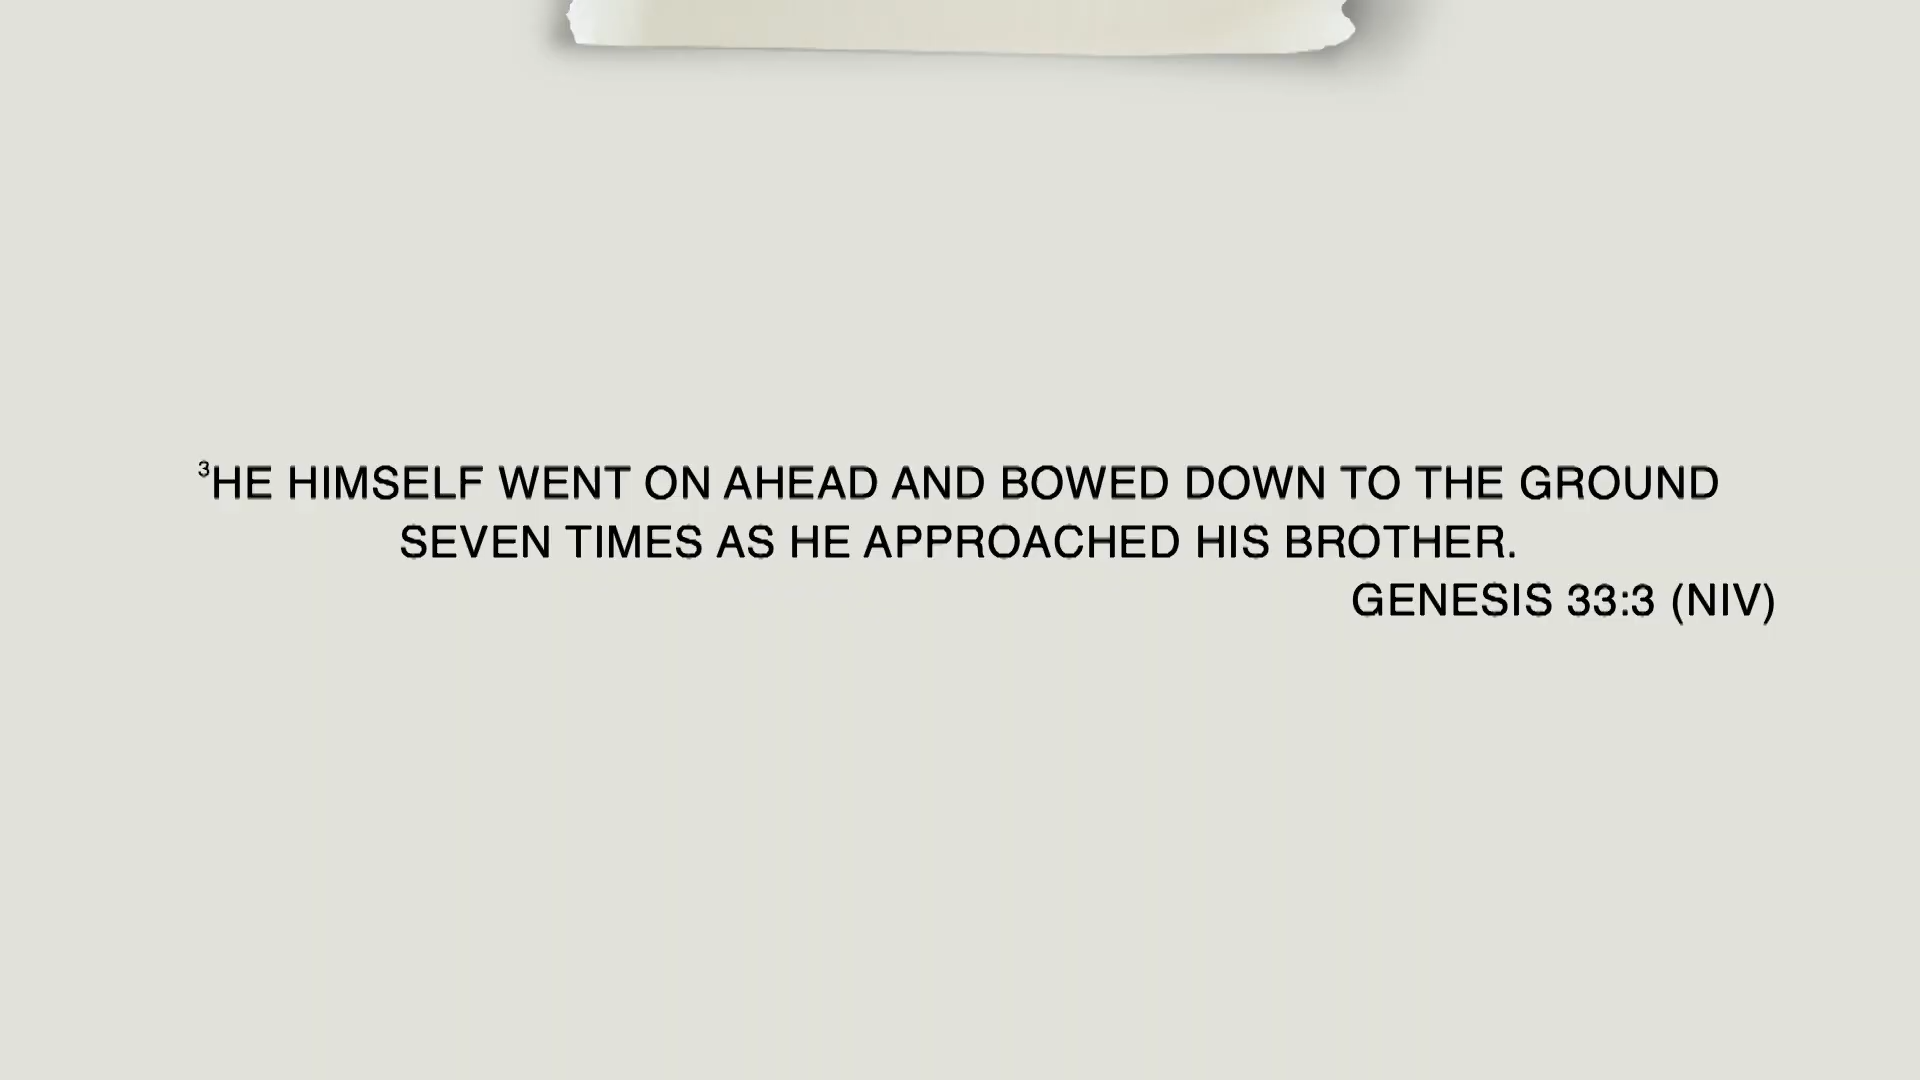 ³HE HIMSELF WENT ON AHEAD AND BOWED DOWN TO THE GROUND
SEVEN TIMES AS HE APPROACHED HIS BROTHER.
GENESIS 33:3 (NIV)